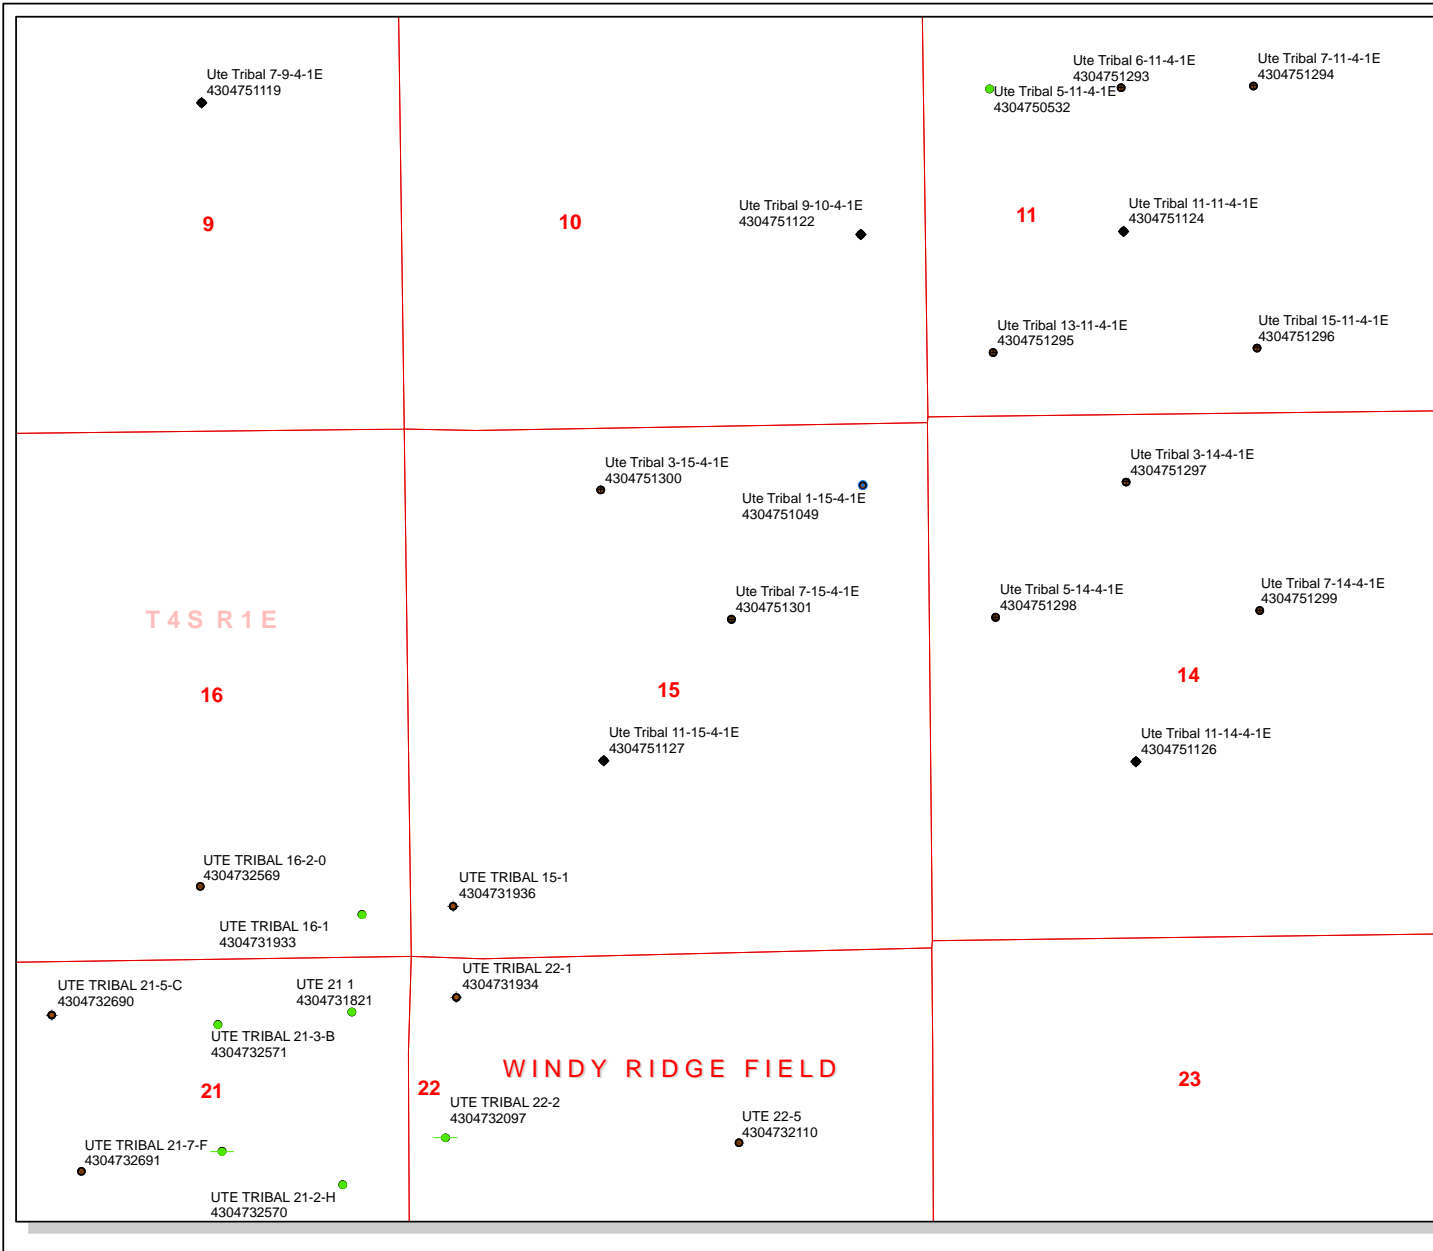 Ute Tribal 7-9-4-1E
4304751119
Ute Tribal 6-11-4-1E
4304751293
Ute Tribal 7-11-4-1E
4304751294
Ute Tribal 5-11-4-1E
4304750532
9
10
Ute Tribal 9-10-4-1E
4304751122
11
Ute Tribal 11-11-4-1E
4304751124
Ute Tribal 13-11-4-1E
4304751295
Ute Tribal 15-11-4-1E
4304751296
Ute Tribal 3-15-4-1E
4304751300
Ute Tribal 1-15-4-1E
4304751049
Ute Tribal 3-14-4-1E
4304751297
Ute Tribal 7-15-4-1E
4304751301
Ute Tribal 5-14-4-1E
4304751298
Ute Tribal 7-14-4-1E
4304751299
T4S R1E
16
15
14
Ute Tribal 11-15-4-1E
4304751127
Ute Tribal 11-14-4-1E
4304751126
UTE TRIBAL 16-2-0
4304732569
UTE TRIBAL 15-1
4304731936
UTE TRIBAL 16-1
4304731933
UTE TRIBAL 21-5-C
4304732690
UTE 21 1
4304731821
UTE TRIBAL 22-1
4304731934
UTE TRIBAL 21-3-B
4304732571
WINDY RIDGE FIELD
21
22
23
UTE TRIBAL 22-2
4304732097
UTE 22-5
4304732110
UTE TRIBAL 21-7-F
4304732691
UTE TRIBAL 21-2-H
4304732570